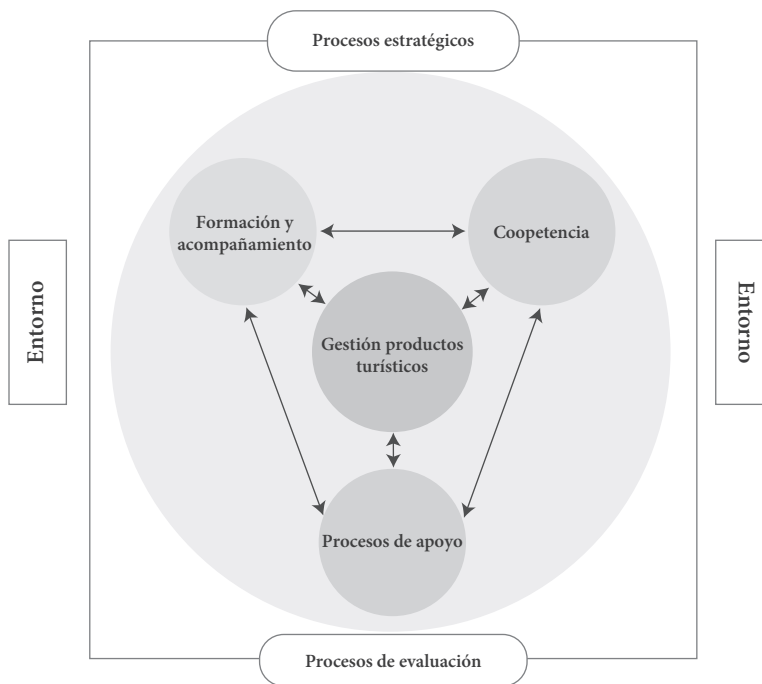 Procesos estratégicos
Formación y
acompañamiento
Coopetencia
Entorno
Entorno
Gestión productos
turísticos
Procesos de apoyo
Procesos de evaluación